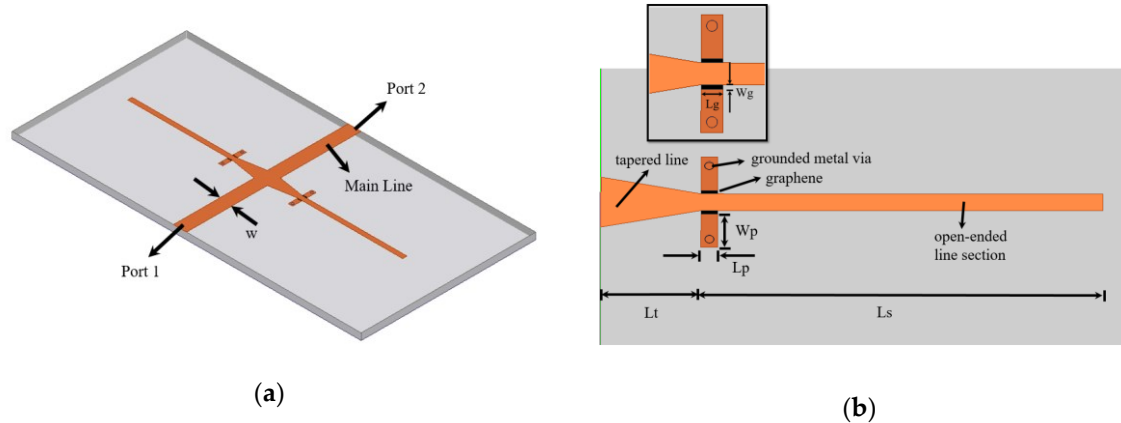 Port 2
Main Line
w
Port 1
(a)
Wg
Lg
tapered line
grounded metal via
graphene
Wp
open-ended
line section
Lp
Lt
Ls
(b)